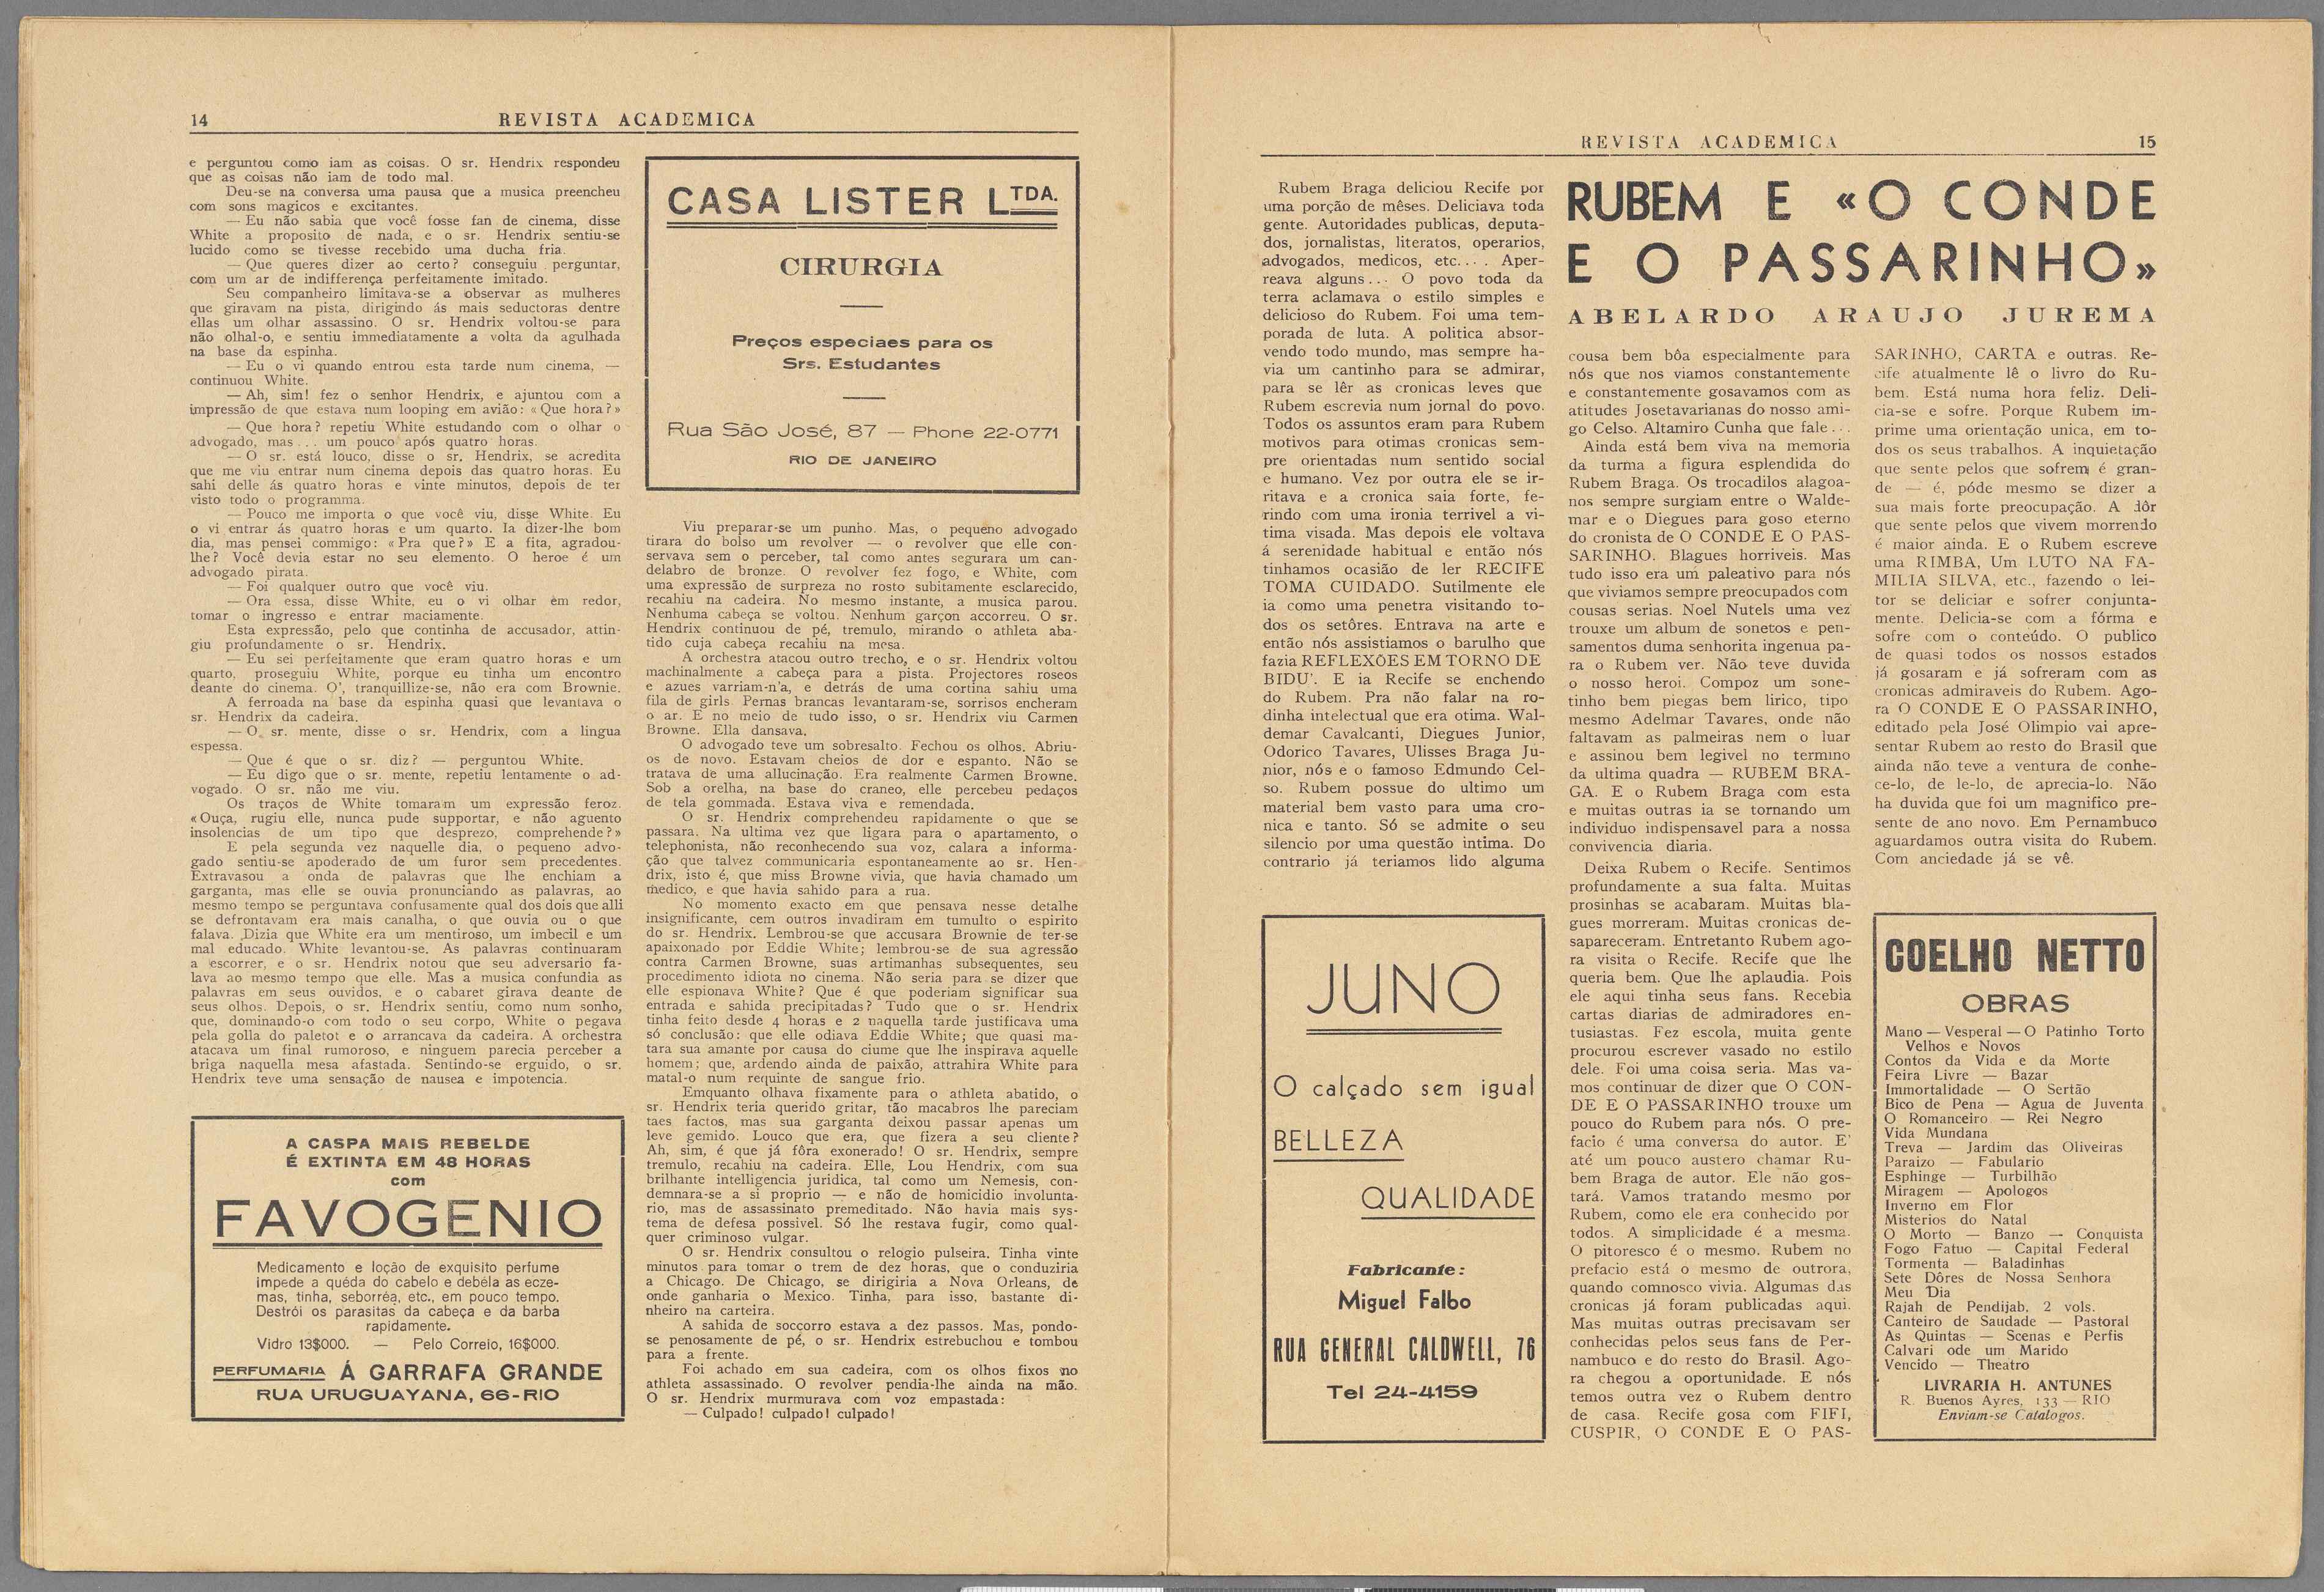 14
REVISTA ACADEMICA
e perguntou como iam as coisas. O sr. Hendrix respondeu
que as coisas não iam de todo mal.
Deu-se na conversa uma pausa que a musica preencheu
com sons magicos e excitantes.
— Eu não sabia que você fosse fan de cinema, disse
White a proposito de nada, e o sr. Hendrix sentiu-se
lucido como se tivesse recebido uma ducha fria.
— Que queres dizer ao certo? conseguiu perguntar,
com um ar de indifferença perfeitamente imitado.
Seu companheiro limitava-se a observar as mulheres
que giravam na pista, dirigindo ás mais seductoras dentre
ellas um olhar assassino. O sr. Hendrix voltou-se para
não olhal-o, e sentiu immediatamente a volta da agulhada
na base da espinha.
— Eu o vi quando entrou esta tarde num cinema, —
continuou White.
— Ah, sim! fez o senhor Hendrix, e ajuntou com a
impressão de que estava num looping em avião: «Que hora?»
— Que hora? repetiu White estudando com o olhar o
advogado, mas ... um pouco após quatro horas.
— O sr. está louco, disse o sr. Hendrix, se acredita
que me viu entrar num cinema depois das quatro horas. Eu
sahi delle ás quatro horas e vinte minutos, depois de ter
visto todo o programma.
— Pouco me importa o que você viu, disse White. Eu
o vi entrar ás quatro horas e um quarto. Ia dizer-lhe bom
dia, mas pensei commigo: «Pra que?» E a fita, agradou-
lhe? Você devia estar no seu elemento. O heroe é um
advogado pirata.
— Foi qualquer outro que você viu.
— Ora essa, disse White, eu o vi olhar em redor,
tomar o ingresso e entrar maciamente.
Esta expressão, pelo que continha de accusador, attin-
giu profundamente o sr. Hendrix.
— Eu sei perfeitamente que eram quatro horas e um
quarto, proseguiu White, porque eu tinha um encontro
deante do cinema. O', tranquillize-se, não era com Brownie.
A ferroada na base da espinha quasi que levantava o
sr. Hendrix da cadeira.
— O sr. mente, disse o sr. Hendrix, com a lingua
espessa.
— Que é que o sr. diz? — perguntou White.
— Eu digo que o sr. mente, repetiu lentamente o ad-
vogado. O sr. não me viu.
Os traços de White tomaram um expressão feroz.
«Ouça, rugiu elle, nunca pude supportar, e não aguento
insolencias de um tipo que desprezo, comprehende?»
E pela segunda vez naquelle dia, o pequeno advo-
gado sentiu-se apoderado de um furor sem precedentes.
Extravasou a onda de palavras que lhe enchiam a
garganta, mas elle se ouvia pronunciando as palavras, ao
mesmo tempo se perguntava confusamente qual dos dois que alli
se defrontavam era mais canalha, o que ouvia ou o que
falava. Dizia que White era um mentiroso, um imbecil e um
mal educado. White levantou-se. As palavras continuaram
a escorrer, e o sr. Hendrix notou que seu adversario fa-
lava ao mesmo tempo que elle. Mas a musica confundia as
palavras em seus ouvidos, e o cabaret girava deante de
seus olhos. Depois, o sr. Hendrix sentiu, como num sonho,
que, dominando-o com todo o seu corpo, White o pegava
pela golla do paletot e o arrancava da cadeira. A orchestra
atacava um final rumoroso, e ninguem parecia perceber a
briga naquella mesa afastada. Sentindo-se erguido, o sr.
Hendrix teve uma sensação de nausea e impotencia.
A CASPA MAIS REBELDE
É EXTINTA EM 48 HORAS
com
FAVOGENIO
Medicamento e loção de exquisito perfume
impede a quéda do cabelo e debéla as ecze-
mas, tinha, seborréa, etc., em pouco tempo.
Destrói os parasitas da cabeça e da barba
rapidamente.
Vidro 13$000. — Pelo Correio, 16$000.
PERFUMARIA Á GARRAFA GRANDE
RUA URUGUAYANA, 66-RIO
CASA LISTER LTDA.
CIRURGIA
Preços especiaes para os
Srs. Estudantes
Rua São José, 87 — Phone 22-0771
RIO DE JANEIRO
Viu preparar-se um punho. Mas, o pequeno advogado
tirara do bolso um revolver — o revolver que elle con-
servava sem o perceber, tal como antes segurara um can-
delabro de bronze. O revolver fez fogo, e White, com
uma expressão de surpreza no rosto subitamente esclarecido,
recahiu na cadeira. No mesmo instante, a musica parou.
Nenhuma cabeça se voltou. Nenhum garçon accorreu. O sr.
Hendrix continuou de pé, tremulo, mirando o athleta aba-
tido cuja cabeça recahiu na mesa.
A orchestra atacou outro trecho, e o sr. Hendrix voltou
machinalmente a cabeça para a pista. Projectores roseos
e azues varriam-n'a, e detrás de uma cortina sahiu uma
fila de girls. Pernas brancas levantaram-se, sorrisos encheram
o ar. E no meio de tudo isso, o sr. Hendrix viu Carmen
Browne. Ella dansava.
O advogado teve um sobresalto. Fechou os olhos. Abriu-
os de novo. Estavam cheios de dor e espanto. Não se
tratava de uma allucinação. Era realmente Carmen Browne.
Sob a orelha, na base do craneo, elle percebeu pedaços
de tela gommada. Estava viva e remendada.
O sr. Hendrix comprehendeu rapidamente o que se
passara. Na ultima vez que ligara para o apartamento, o
telephonista, não reconhecendo sua voz, calara a informa-
ção que talvez communicaria espontaneamente ao sr. Hen-
drix, isto é, que miss Browne vivia, que havia chamado um
medico, e que havia sahido para a rua.
No momento exacto em que pensava nesse detalhe
insignificante, cem outros invadiram em tumulto o espirito
do sr. Hendrix. Lembrou-se que accusara Brownie de ter-se
apaixonado por Eddie White; lembrou-se de sua agressão
contra Carmen Browne, suas artimanhas subsequentes, seu
procedimento idiota no cinema. Não seria para se dizer que
elle espionava White? Que é que poderiam significar sua
entrada e sahida precipitadas? Tudo que o sr. Hendrix
tinha feito desde 4 horas e 2 naquella tarde justificava uma
só conclusão: que elle odiava Eddie White; que quasi ma-
tara sua amante por causa do ciume que lhe inspirava aquelle
homem; que, ardendo ainda de paixão, attrahira White para
matal-o num requinte de sangue frio.
Emquanto olhava fixamente para o athleta abatido, o
sr. Hendrix teria querido gritar, tão macabros lhe pareciam
taes factos, mas sua garganta deixou passar apenas um
leve gemido. Louco que era, que fizera a seu cliente?
Ah, sim, é que já fôra exonerado! O sr. Hendrix, sempre
tremulo, recahiu na cadeira. Elle, Lou Hendrix, com sua
brilhante intelligencia juridica, tal como um Nemesis, con-
demnara-se a si proprio — e não de homicidio involunta-
rio, mas de assassinato premeditado. Não havia mais sys-
tema de defesa possivel. Só lhe restava fugir, como qual-
quer criminoso vulgar.
O sr. Hendrix consultou o relogio pulseira. Tinha vinte
minutos para tomar o trem de dez horas, que o conduziria
a Chicago. De Chicago, se dirigiria a Nova Orleans, de
onde ganharia o Mexico. Tinha, para isso, bastante di-
nheiro na carteira.
A sahida de soccorro estava a dez passos. Mas, pondo-
se penosamente de pé, o sr. Hendrix estrebuchou e tombou
para a frente.
Foi achado em sua cadeira, com os olhos fixos no
athleta assassinado. O revolver pendia-lhe ainda na mão.
O sr. Hendrix murmurava com voz empastada:
— Culpado! culpado! culpado!
REVISTA ACADEMICA
15
RUBEM E «O CONDE
E O PASSARINHO»
ABELARDO ARAUJO JUREMA
Rubem Braga deliciou Recife por
uma porção de mêses. Deliciava toda
gente. Autoridades publicas, deputa-
dos, jornalistas, literatos, operarios,
advogados, medicos, etc... . Aper-
reava alguns... O povo toda da
terra aclamava o estilo simples e
delicioso do Rubem. Foi uma tem-
porada de luta. A politica absor-
vendo todo mundo, mas sempre ha-
via um cantinho para se admirar,
para se lêr as cronicas leves que
Rubem escrevia num jornal do povo.
Todos os assuntos eram para Rubem
motivos para otimas cronicas sem-
pre orientadas num sentido social
e humano. Vez por outra ele se ir-
ritava e a cronica saia forte, fe-
rindo com uma ironia terrivel a vi-
tima visada. Mas depois ele voltava
á serenidade habitual e então nós
tinhamos ocasião de ler RECIFE
TOMA CUIDADO. Sutilmente ele
ia como uma penetra visitando to-
dos os setôres. Entrava na arte e
então nós assistiamos o barulho que
fazia REFLEXÕES EM TORNO DE
BIDU'. E ia Recife se enchendo
do Rubem. Pra não falar na ro-
dinha intelectual que era otima. Wal-
demar Cavalcanti, Diegues Junior,
Odorico Tavares, Ulisses Braga Ju-
nior, nós e o famoso Edmundo Cel-
so. Rubem possue do ultimo um
material bem vasto para uma cro-
nica e tanto. Só se admite o seu
silencio por uma questão intima. Do
contrario já teriamos lido alguma
JUNO
O calçado sem igual
BELLEZA
QUALIDADE
Fabricante:
Miguel Falbo
RUA GENERAL CALDWELL, 76
Tel 24-4159
cousa bem bôa especialmente para
nós que nos viamos constantemente
e constantemente gosavamos com as
atitudes Josetavarianas do nosso ami-
go Celso. Altamiro Cunha que fale...
Ainda está bem viva na memoria
da turma a figura esplendida do
Rubem Braga. Os trocadilos alagoa-
nos sempre surgiam entre o Walde-
mar e o Diegues para goso eterno
do cronista de O CONDE E O PAS-
SARINHO. Blagues horriveis. Mas
tudo isso era um paleativo para nós
que viviamos sempre preocupados com
cousas serias. Noel Nutels uma vez
trouxe um album de sonetos e pen-
samentos duma senhorita ingenua pa-
ra o Rubem ver. Não teve duvida
o nosso heroi. Compoz um sone-
tinho bem piegas bem lirico, tipo
mesmo Adelmar Tavares, onde não
faltavam as palmeiras nem o luar
e assinou bem legivel no termino
da ultima quadra — RUBEM BRA-
GA. E o Rubem Braga com esta
e muitas outras ia se tornando um
individuo indispensavel para a nossa
convivencia diaria.
Deixa Rubem o Recife. Sentimos
profundamente a sua falta. Muitas
prosinhas se acabaram. Muitas bla-
gues morreram. Muitas cronicas de-
sapareceram. Entretanto Rubem ago-
ra visita o Recife. Recife que lhe
queria bem. Que lhe aplaudia. Pois
ele aqui tinha seus fans. Recebia
cartas diarias de admiradores en-
tusiastas. Fez escola, muita gente
procurou escrever vasado no estilo
dele. Foi uma coisa seria. Mas va-
mos continuar de dizer que O CON-
DE E O PASSARINHO trouxe um
pouco do Rubem para nós. O pre-
facio é uma conversa do autor. E'
até um pouco austero chamar Ru-
bem Braga de autor. Ele não gos-
tará. Vamos tratando mesmo por
Rubem, como ele era conhecido por
todos. A simplicidade é a mesma.
O pitoresco é o mesmo. Rubem no
prefacio está o mesmo de outrora,
quando comnosco vivia. Algumas das
cronicas já foram publicadas aqui.
Mas muitas outras precisavam ser
conhecidas pelos seus fans de Per-
nambuco e do resto do Brasil. Ago-
ra chegou a oportunidade. E nós
temos outra vez o Rubem dentro
de casa. Recife gosa com FIFI,
CUSPIR, O CONDE E O PAS-
SARINHO, CARTA e outras. Re-
cife atualmente lê o livro do Ru-
bem. Está numa hora feliz. Deli-
cia-se e sofre. Porque Rubem im-
prime uma orientação unica, em to-
dos os seus trabalhos. A inquietação
que sente pelos que sofrem é gran-
de — é, póde mesmo se dizer a
sua mais forte preocupação. A dôr
que sente pelos que vivem morrendo
é maior ainda. E o Rubem escreve
uma RIMBA, Um LUTO NA FA-
MILIA SILVA, etc., fazendo o lei-
tor se deliciar e sofrer conjunta-
mente. Delicia-se com a fórma e
sofre com o conteúdo. O publico
de quasi todos os nossos estados
já gosaram e já sofreram com as
cronicas admiraveis do Rubem. Ago-
ra O CONDE E O PASSARINHO,
editado pela José Olimpio vai apre-
sentar Rubem ao resto do Brasil que
ainda não teve a ventura de conhe-
ce-lo, de le-lo, de aprecia-lo. Não
ha duvida que foi um magnifico pre-
sente de ano novo. Em Pernambuco
aguardamos outra visita do Rubem.
Com anciedade já se vê.
COELHO NETTO
OBRAS
Mano — Vesperal — O Patinho Torto
Velhos e Novos
Contos da Vida e da Morte
Feira Livre — Bazar
Immortalidade — O Sertão
Bico de Pena — Agua de Juventa
O Romanceiro — Rei Negro
Vida Mundana
Treva — Jardim das Oliveiras
Paraizo — Fabulario
Esphinge — Turbilhão
Miragem — Apologos
Inverno em Flor
Misterios do Natal
O Morto — Banzo — Conquista
Fogo Fatuo — Capital Federal
Tormenta — Baladinhas
Sete Dôres de Nossa Senhora
Meu Dia
Rajah de Pendijab, 2 vols.
Canteiro de Saudade — Pastoral
As Quintas — Scenas e Perfis
Calvari ode um Marido
Vencido — Theatro
LIVRARIA H. ANTUNES
R. Buenos Ayres, 133 — RIO
Enviam-se Catalogos.